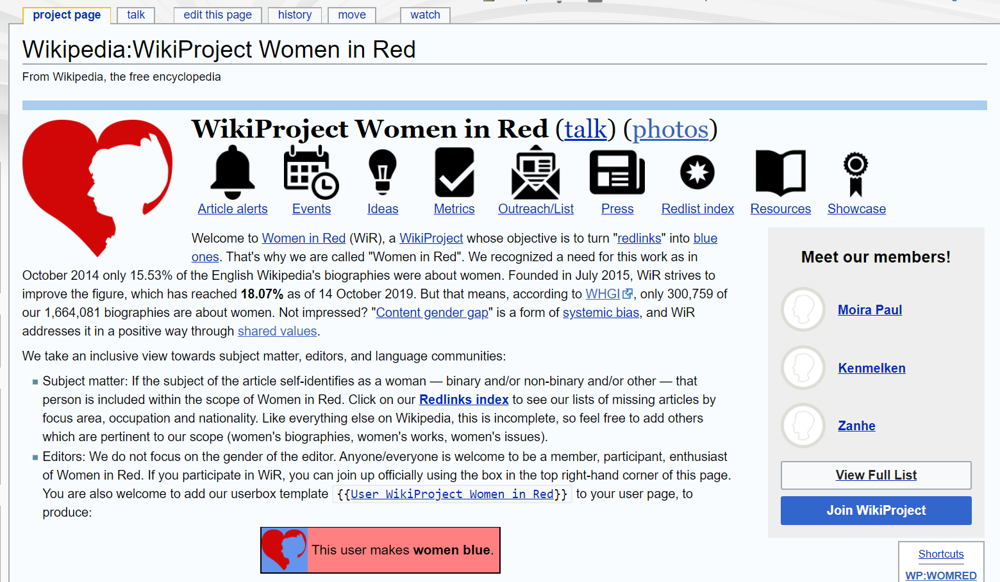 project page talk edit this page history move watch
Wikipedia:WikiProject Women in Red
From Wikipedia, the free encyclopedia
WikiProject Women in Red (talk) (photos)
Article alerts Events Ideas Metrics Outreach/List Press Redlist index Resources Showcase
Welcome to Women in Red (WiR), a WikiProject whose objective is to turn "redlinks" into blue
ones. That's why we are called "Women in Red". We recognized a need for this work as in
October 2014 only 15.53% of the English Wikipedia's biographies were about women. Founded in July 2015, WiR strives to
improve the figure, which has reached 18.07% as of 14 October 2019. But that means, according to WHGI, only 300,759 of
our 1,664,081 biographies are about women. Not impressed? "Content gender gap" is a form of systemic bias, and WiR
addresses it in a positive way through shared values.
We take an inclusive view towards subject matter, editors, and language communities:
Subject matter: If the subject of the article self-identifies as a woman — binary and/or non-binary and/or other — that
person is included within the scope of Women in Red. Click on our Redlinks index to see our lists of missing articles by
focus area, occupation and nationality. Like everything else on Wikipedia, this is incomplete, so feel free to add others
which are pertinent to our scope (women's biographies, women's works, women's issues).
Editors: We do not focus on the gender of the editor. Anyone/everyone is welcome to be a member, participant, enthusiast
of Women in Red. If you participate in WiR, you can join up officially using the box in the top right-hand corner of this page.
You are also welcome to add our userbox template {{User WikiProject Women in Red}} to your user page, to
produce:
This user makes women blue.
Meet our members!
Moira Paul
Kenmelken
Zanhe
View Full List
Join WikiProject
Shortcuts
WP:WOMRED